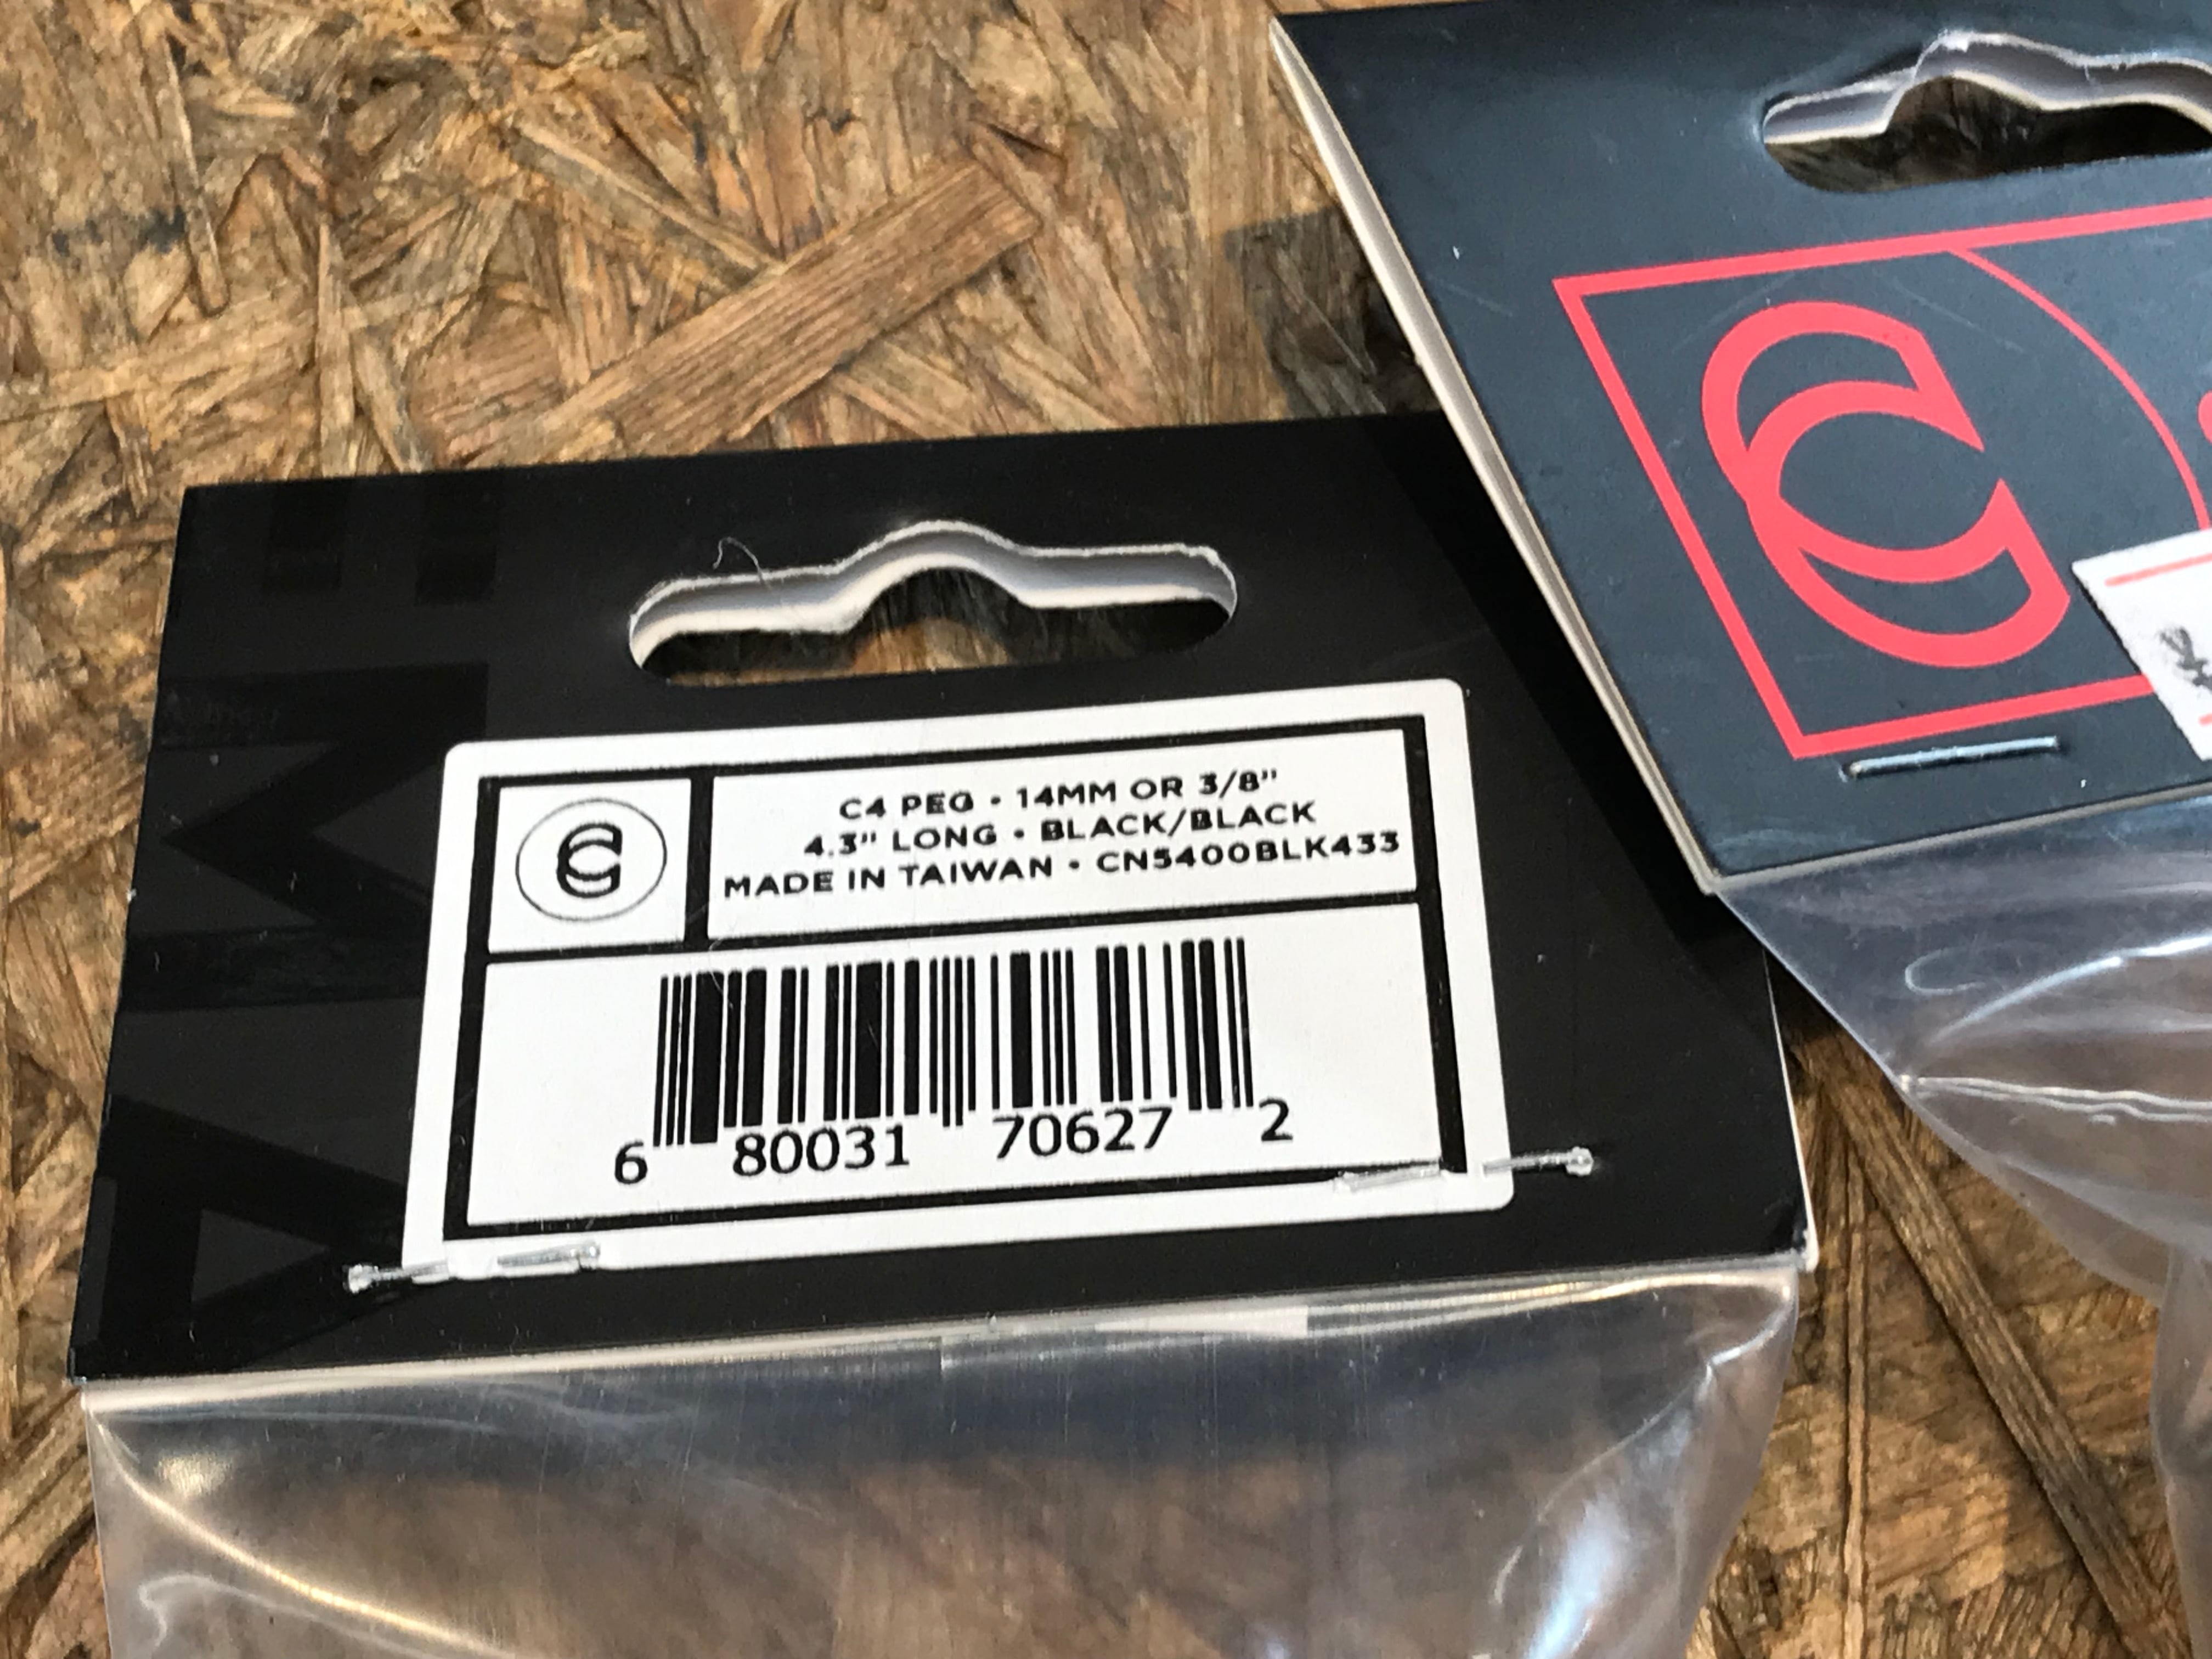 C4 PEG • 14MM OR 3/8"
4.3" LONG • BLACK/BLACK
MADE IN TAIWAN • CN5400BLK433
6 80031 70627 2